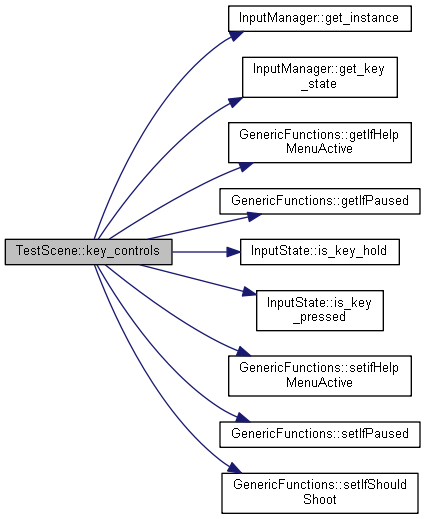 InputManager::get_instance
InputManager::get_key
_state
GenericFunctions::getIfHelp
MenuActive
GenericFunctions::getIfPaused
TestScene::key_controls
InputState::is_key_hold
InputState::is_key
_pressed
GenericFunctions::setifHelp
MenuActive
GenericFunctions::setIfPaused
GenericFunctions::setIfShould
Shoot